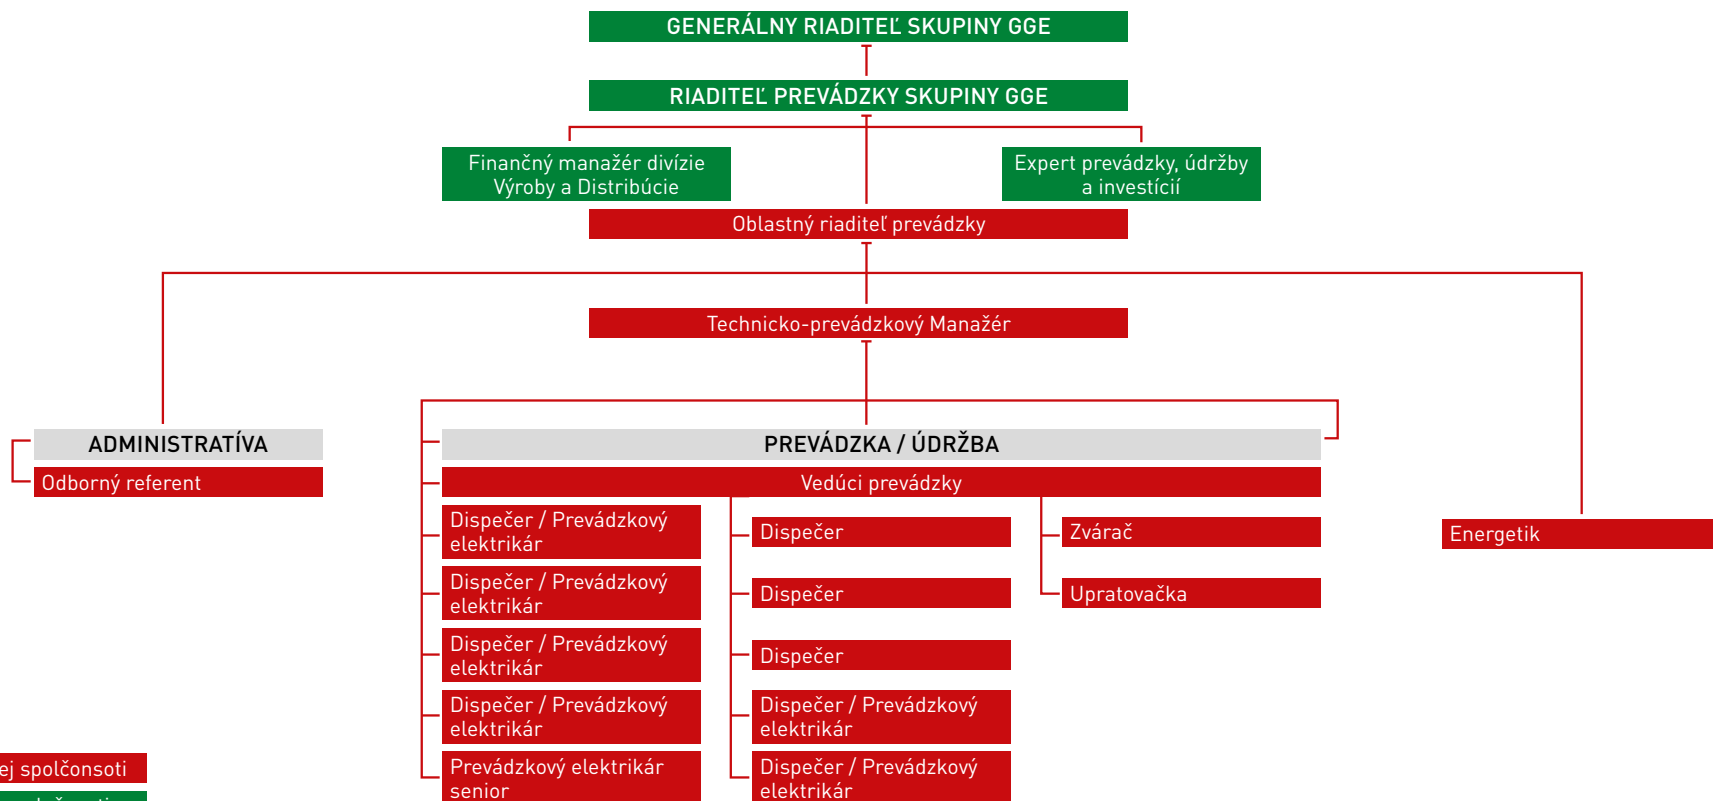 GENERÁLNY RIADITEĽ SKUPINY GGE
RIADITEĽ PREVÁDZKY SKUPINY GGE
Finančný manažér divízie
Výroby a Distribúcie
Expert prevádzky, údržby
a investícií
Oblastný riaditeľ prevádzky
Technicko-prevádzkový Manažér
ADMINISTRATÍVA
Odborný referent
PREVÁDZKA / ÚDRŽBA
Vedúci prevádzky
Dispečer / Prevádzkový
elektrikár
Dispečer / Prevádzkový
elektrikár
Dispečer / Prevádzkový
elektrikár
Dispečer / Prevádzkový
elektrikár
Prevádzkový elektrikár
senior
Dispečer
Dispečer
Dispečer
Dispečer / Prevádzkový
elektrikár
Dispečer / Prevádzkový
elektrikár
Zvárač
Upratovačka
Energetik
ej spolčonsoti